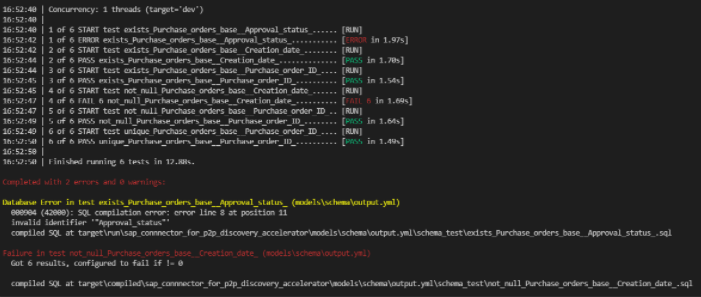 16:52:40 | Concurrency: 1 threads (target='dev')
16:52:40 |
16:52:40 | 1 of 6 START test exists_Purchase_orders_base__Approval_status_...... [RUN]
16:52:42 | 1 of 6 ERROR exists_Purchase_orders_base__Approval_status_........... [ERROR in 1.97s]
16:52:42 | 2 of 6 START test exists_Purchase_orders_base__Creation_date_........ [RUN]
16:52:44 | 2 of 6 PASS exists_Purchase_orders_base__Creation_date_............. [PASS in 1.70s]
16:52:44 | 3 of 6 START test exists_Purchase_orders_base__Purchase_order_ID_.... [RUN]
16:52:45 | 3 of 6 PASS exists_Purchase_orders_base__Purchase_order_ID_......... [PASS in 1.54s]
16:52:45 | 4 of 6 START test not_null_Purchase_orders_base__Creation_date_...... [RUN]
16:52:47 | 4 of 6 FAIL 6 not_null_Purchase_orders_base__Creation_date_.......... [FAIL 6 in 1.69s]
16:52:47 | 5 of 6 START test not_null_Purchase_orders_base__Purchase_order_ID_.. [RUN]
16:52:49 | 5 of 6 PASS not_null_Purchase_orders_base__Purchase_order_ID_....... [PASS in 1.64s]
16:52:49 | 6 of 6 START test unique_Purchase_orders_base__Purchase_order_ID_.... [RUN]
16:52:50 | 6 of 6 PASS unique_Purchase_orders_base__Purchase_order_ID_......... [PASS in 1.49s]
16:52:50 |
16:52:50 | Finished running 6 tests in 12.80s.
Completed with 2 errors and 0 warnings:
Database Error in test exists_Purchase_orders_base__Approval_status_ (models\schema\output.yml)
000904 (42000): SQL compilation error: error line 8 at position 11
invalid identifier '"Approval_status"'
compiled SQL at target\run\sap_connnector_for_p2p_discovery_accelerator\models\schema\output.yml\schema_test\exists_Purchase_orders_base__Approval_status_.sql
Failure in test not_null_Purchase_orders_base__Creation_date_ (models\schema\output.yml)
Got 6 results, configured to fail if != 0
compiled SQL at target\compiled\sap_connnector_for_p2p_discovery_accelerator\models\schema\output.yml\schema_test\not_null_Purchase_orders_base__Creation_date_.sql